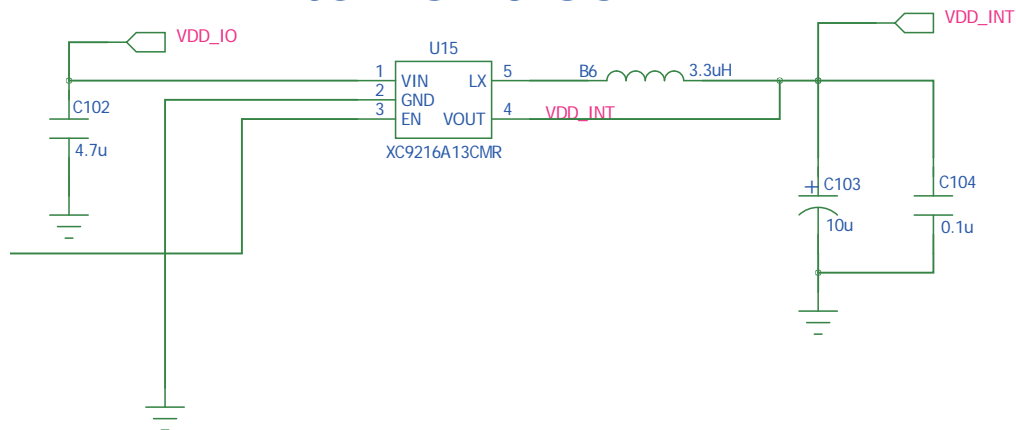 VDD_INT
VDD_IO
U15
1 VIN LX 5 B6 3.3uH
2 GND
3 EN VOUT 4 VDD_INT
XC9216A13CMR
C102
4.7u
+ C103
10u
C104
0.1u